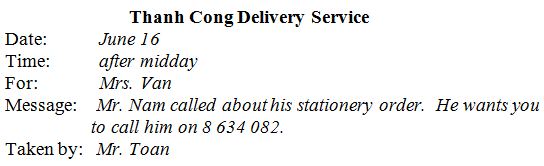 Thanh Cong Delivery Service
Date: June 16
Time: after midday
For: Mrs. Van
Message: Mr. Nam called about his stationery order. He wants you
to call him on 8 634 082.
Taken by: Mr. Toan